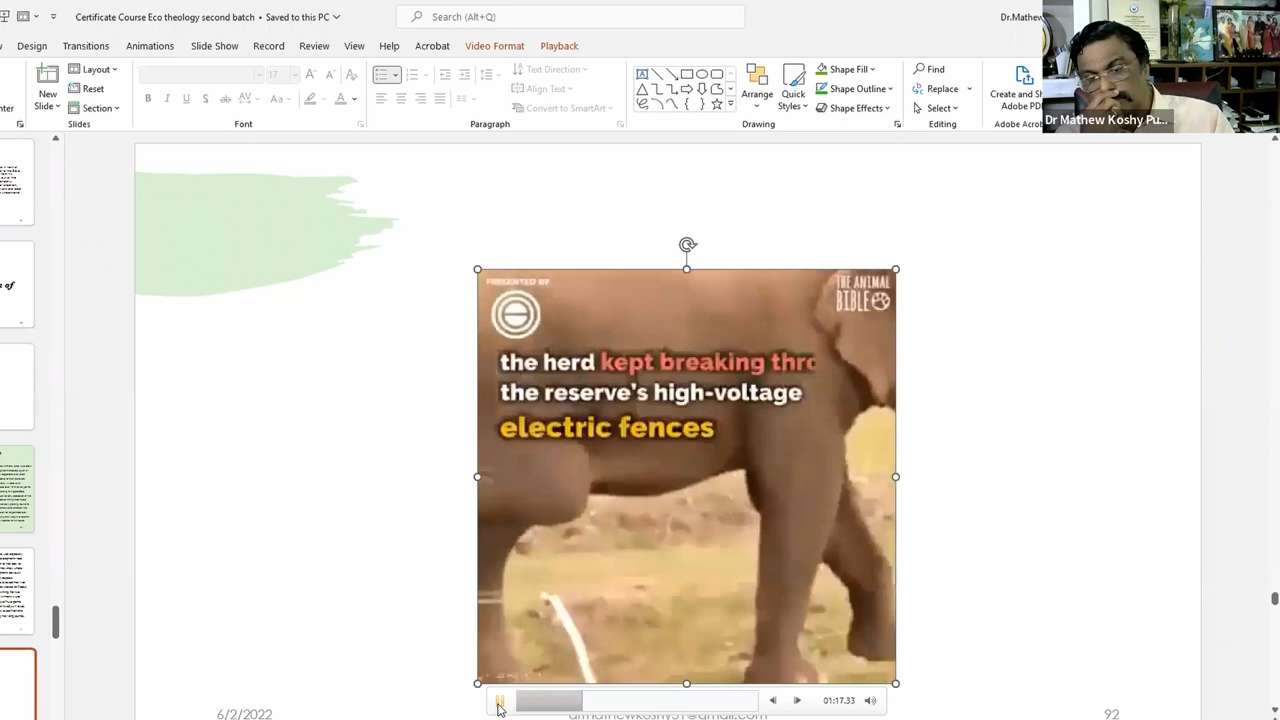 Certificate Course Eco theology second batch • Saved to this PC
Search (Alt+Q)
Dr.Mathew
Design Transitions Animations Slide Show Record Review View Help Acrobat Video Format Playback
New
Slide
Layout
Reset
Section
Slides
17
Font
Text Direction
Align Text
Convert to SmartArt
Paragraph
Arrange
Quick
Styles
Shape Fill
Shape Outline
Shape Effects
Drawing
Find
Replace
Select
Editing
Create and Sh
Adobe PDF
Adobe Acrob
Dr Mathew Koshy Pu...
PRESENTED BY
THE ANIMAL
BIBLE
the herd kept breaking thro
the reserve's high-voltage
electric fences
01:17.33
6/2/2022
92